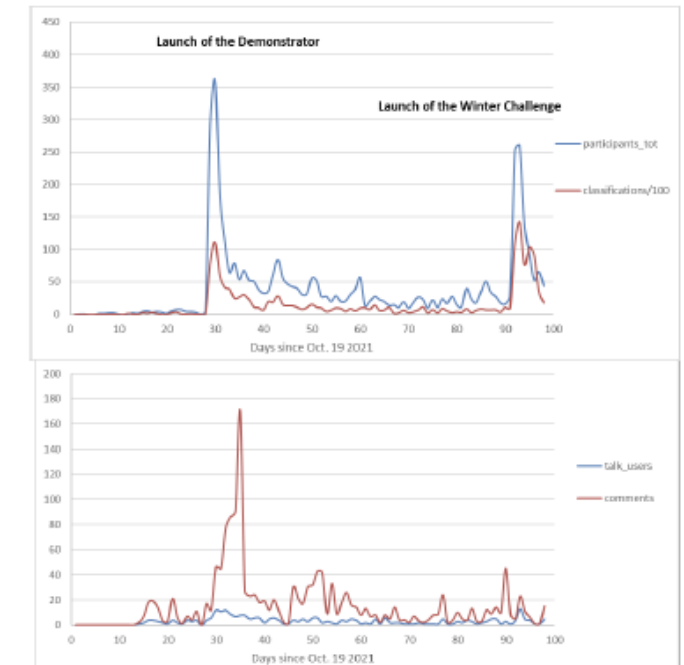 450
Launch of the Demonstrator
400
350
Launch of the Winter Challenge
300
participants_tot
250
200
classifications/100
150
100
50
0
0 10 20 30 40 50 60 70 80 90 100
Days since Oct. 19 2021
200
180
160
140
talk_users
120
100
comments
80
60
40
20
0
0 10 20 30 40 50 60 70 80 90 100
Days since Oct. 19 2021